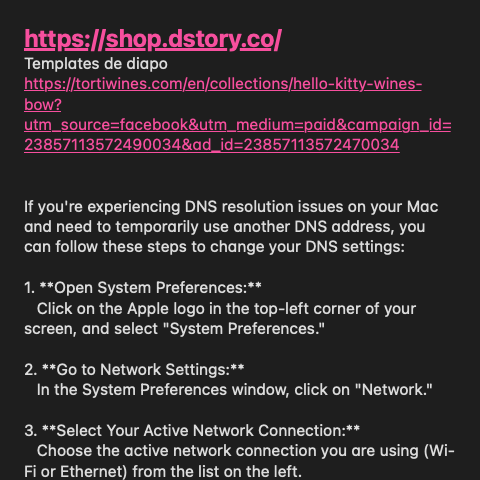 https://shop.dstory.co/
Templates de diapo
https://tortiwines.com/en/collections/hello-kitty-wines-
bow?
utm_source=facebook&utm_medium=paid&campaign_id=
23857113572490034&ad_id=23857113572470034
If you're experiencing DNS resolution issues on your Mac
and need to temporarily use another DNS address, you
can follow these steps to change your DNS settings:
1. **Open System Preferences:**
Click on the Apple logo in the top-left corner of your
screen, and select "System Preferences."
2. **Go to Network Settings:**
In the System Preferences window, click on "Network."
3. **Select Your Active Network Connection:**
Choose the active network connection you are using (Wi-
Fi or Ethernet) from the list on the left.